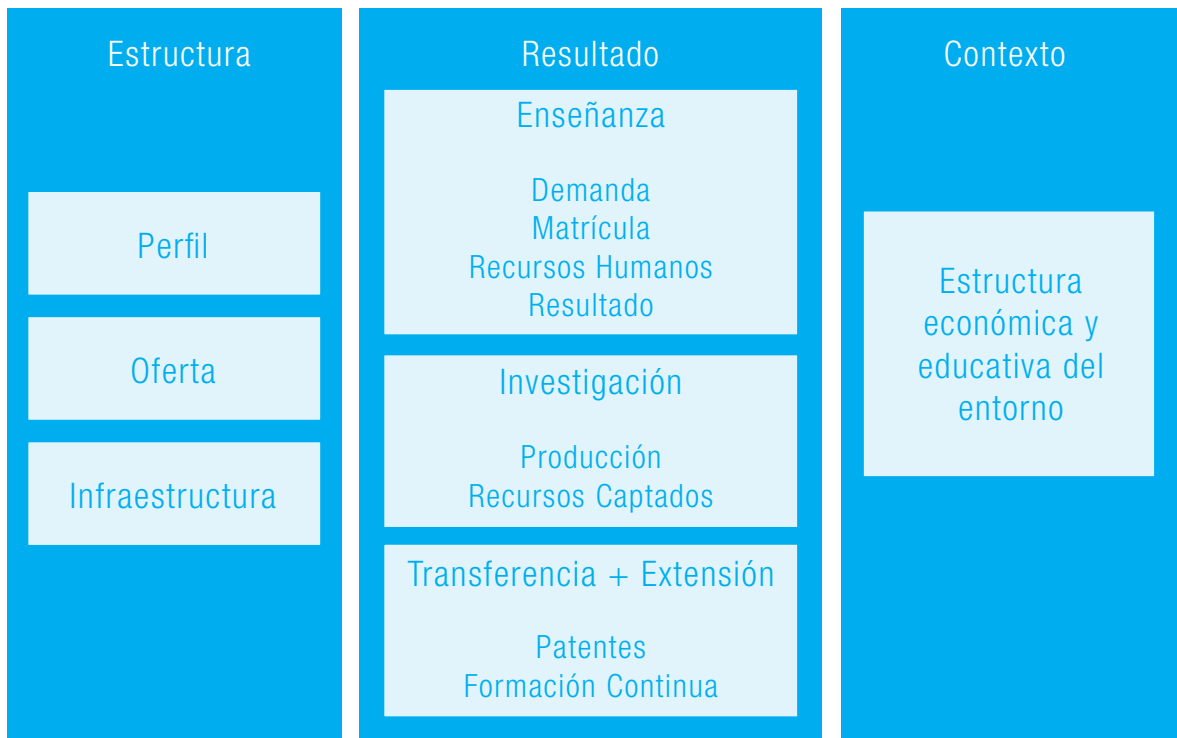 Estructura
Perfil
Oferta
Infraestructura
Resultado
Enseñanza
Demanda
Matrícula
Recursos Humanos
Resultado
Investigación
Producción
Recursos Captados
Transferencia + Extensión
Patentes
Formación Continua
Contexto
Estructura
económica y
educativa del
entorno